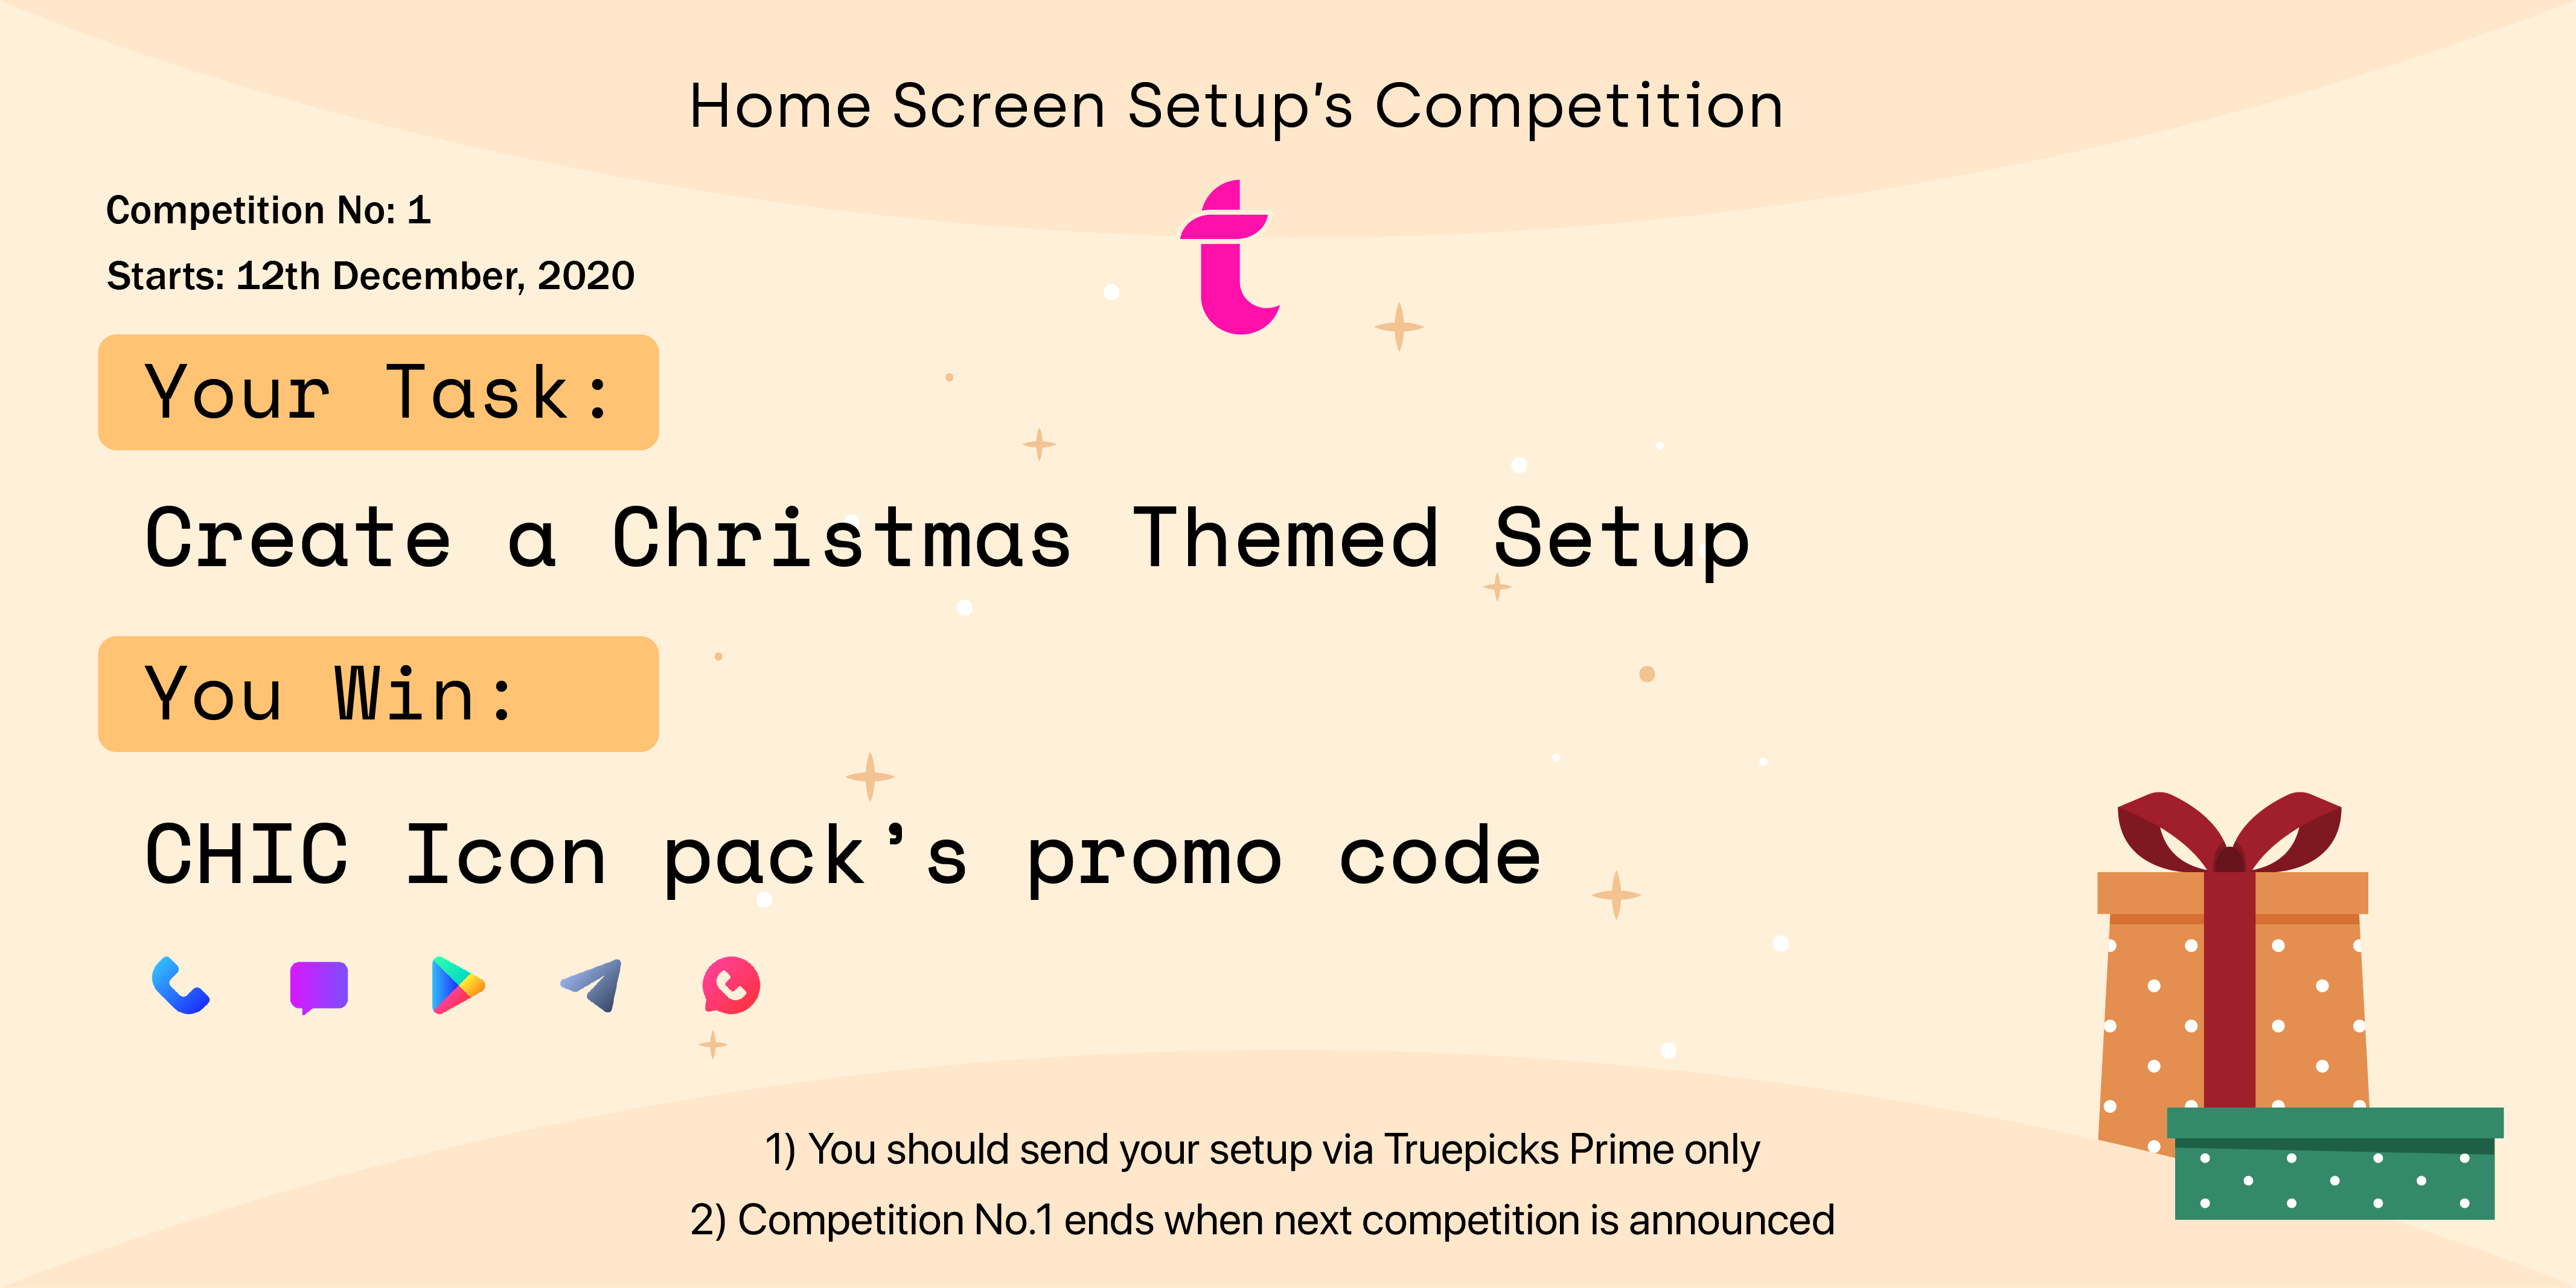 Home Screen Setup's Competition
Competition No: 1
Starts: 12th December, 2020
Your Task:
Create a Christmas Themed Setup
You Win:
CHIC Icon pack's promo code
1) You should send your setup via Truepicks Prime only
2) Competition No.1 ends when next competition is announced